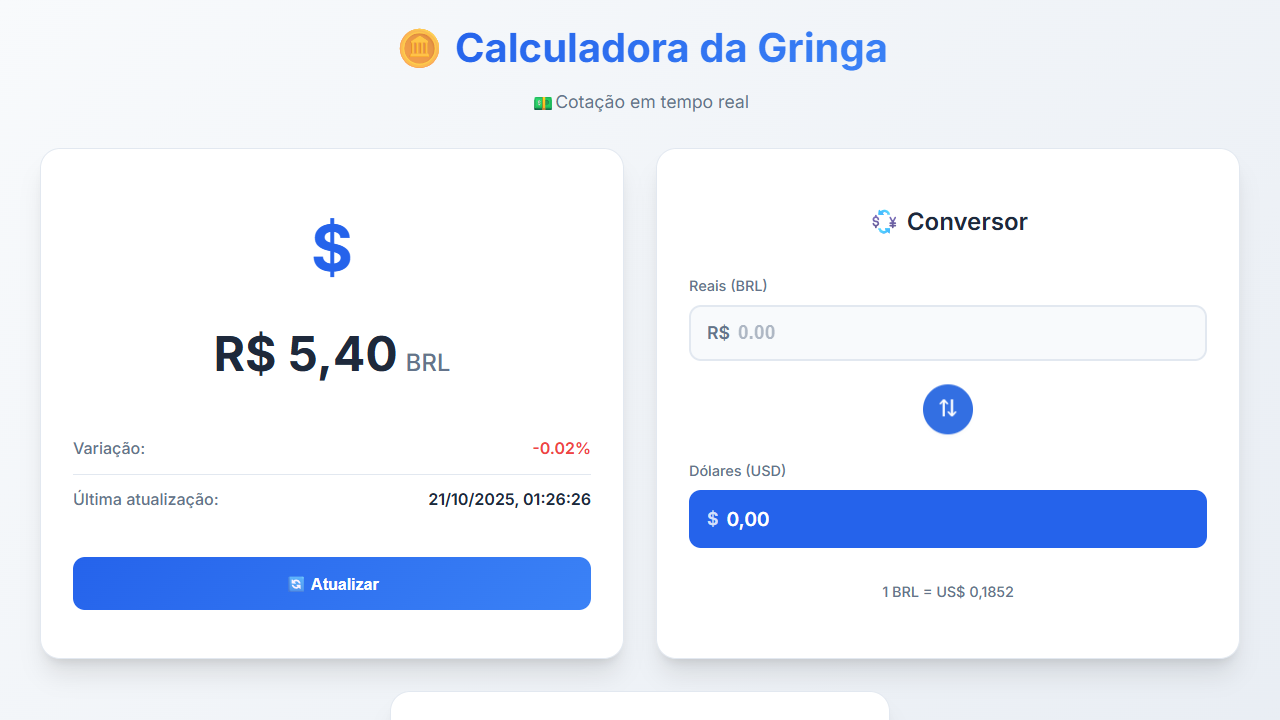 Calculadora da Gringa
Cotação em tempo real
$
R$ 5,40 BRL
Variação: -0.02%
Última atualização: 21/10/2025, 01:26:26
Atualizar
Conversor
Reais (BRL)
R$ 0.00
Dólares (USD)
$ 0,00
1 BRL = US$ 0,1852